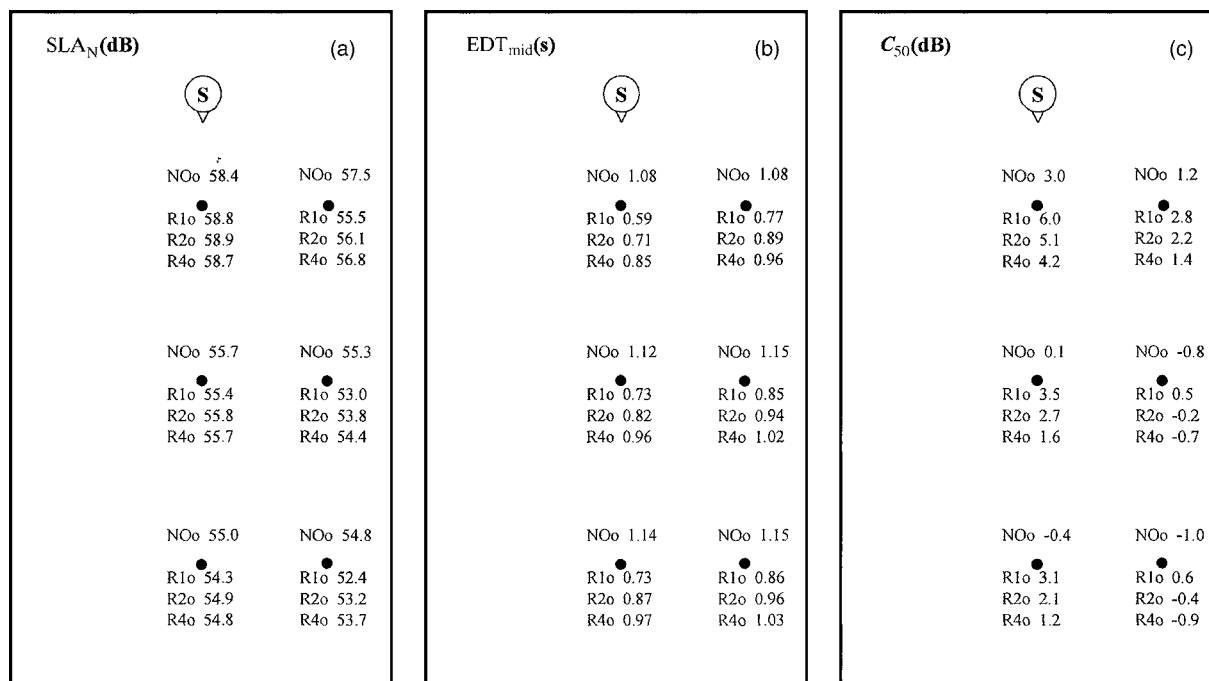 SLAN(dB) (a)
S
NOo 58.4 NOo 57.5
R1o 58.8 R1o 55.5
R2o 58.9 R2o 56.1
R4o 58.7 R4o 56.8
NOo 55.7 NOo 55.3
R1o 55.4 R1o 53.0
R2o 55.8 R2o 53.8
R4o 55.7 R4o 54.4
NOo 55.0 NOo 54.8
R1o 54.3 R1o 52.4
R2o 54.9 R2o 53.2
R4o 54.8 R4o 53.7
EDTmid(s) (b)
S
NOo 1.08 NOo 1.08
R1o 0.59 R1o 0.77
R2o 0.71 R2o 0.89
R4o 0.85 R4o 0.96
NOo 1.12 NOo 1.15
R1o 0.73 R1o 0.85
R2o 0.82 R2o 0.94
R4o 0.96 R4o 1.02
NOo 1.14 NOo 1.15
R1o 0.73 R1o 0.86
R2o 0.87 R2o 0.96
R4o 0.97 R4o 1.03
C50(dB) (c)
S
NOo 3.0 NOo 1.2
R1o 6.0 R1o 2.8
R2o 5.1 R2o 2.2
R4o 4.2 R4o 1.4
NOo 0.1 NOo -0.8
R1o 3.5 R1o 0.5
R2o 2.7 R2o -0.2
R4o 1.6 R4o -0.7
NOo -0.4 NOo -1.0
R1o 3.1 R1o 0.6
R2o 2.1 R2o -0.4
R4o 1.2 R4o -0.9